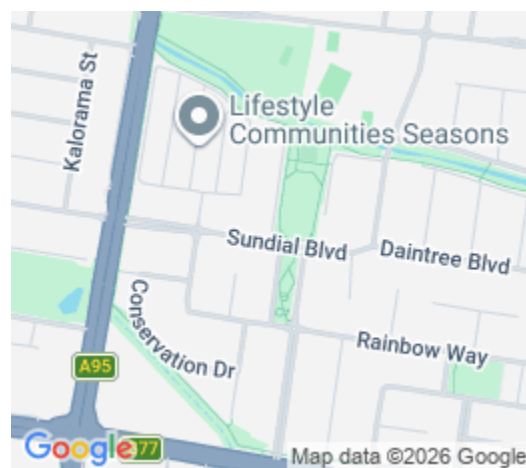 Kalorama St
Lifestyle
Communities Seasons
Sundial Blvd
Daintree Blvd
Conservation Dr
Rainbow Way
A95
Google
Map data ©2026 Google